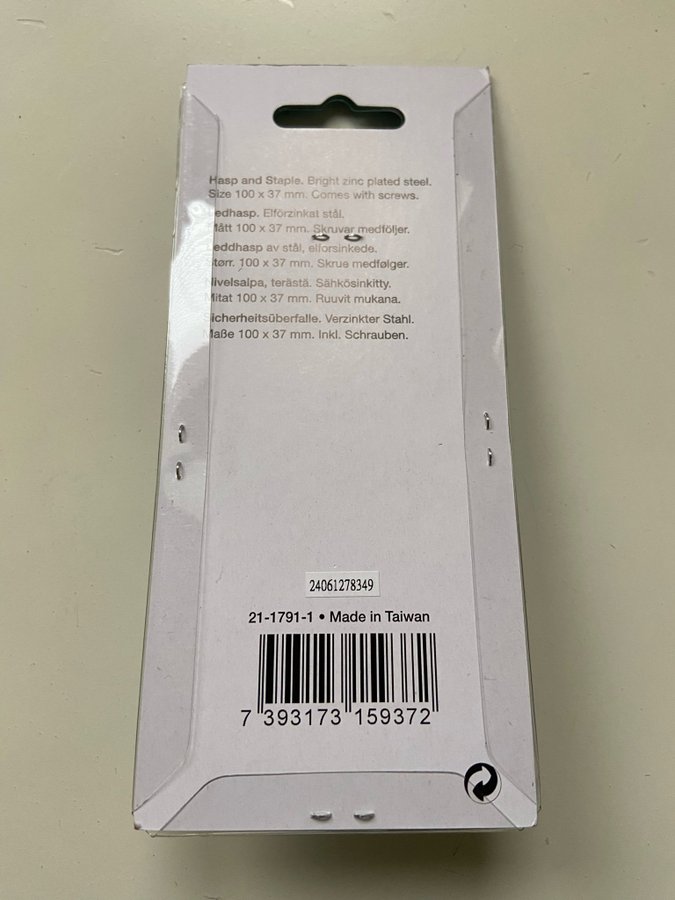 Hasp and Staple. Bright zinc plated steel.
Size 100 x 37 mm. Comes with screws.
Ledhasp. Elförzinkat stål.
Mått 100 x 37 mm. Skruvar medföljer.
Leddhasp av stål, elforsinkede.
Størr. 100 x 37 mm. Skrue medfølger.
Nivelsalpa, terästä. Sähkösinkitty.
Mitat 100 x 37 mm. Ruuvit mukana.
Sicherheitsüberfalle. Verzinkter Stahl.
Maße 100 x 37 mm. Inkl. Schrauben.
24061278349
21-1791-1 • Made in Taiwan
7 393173 159372